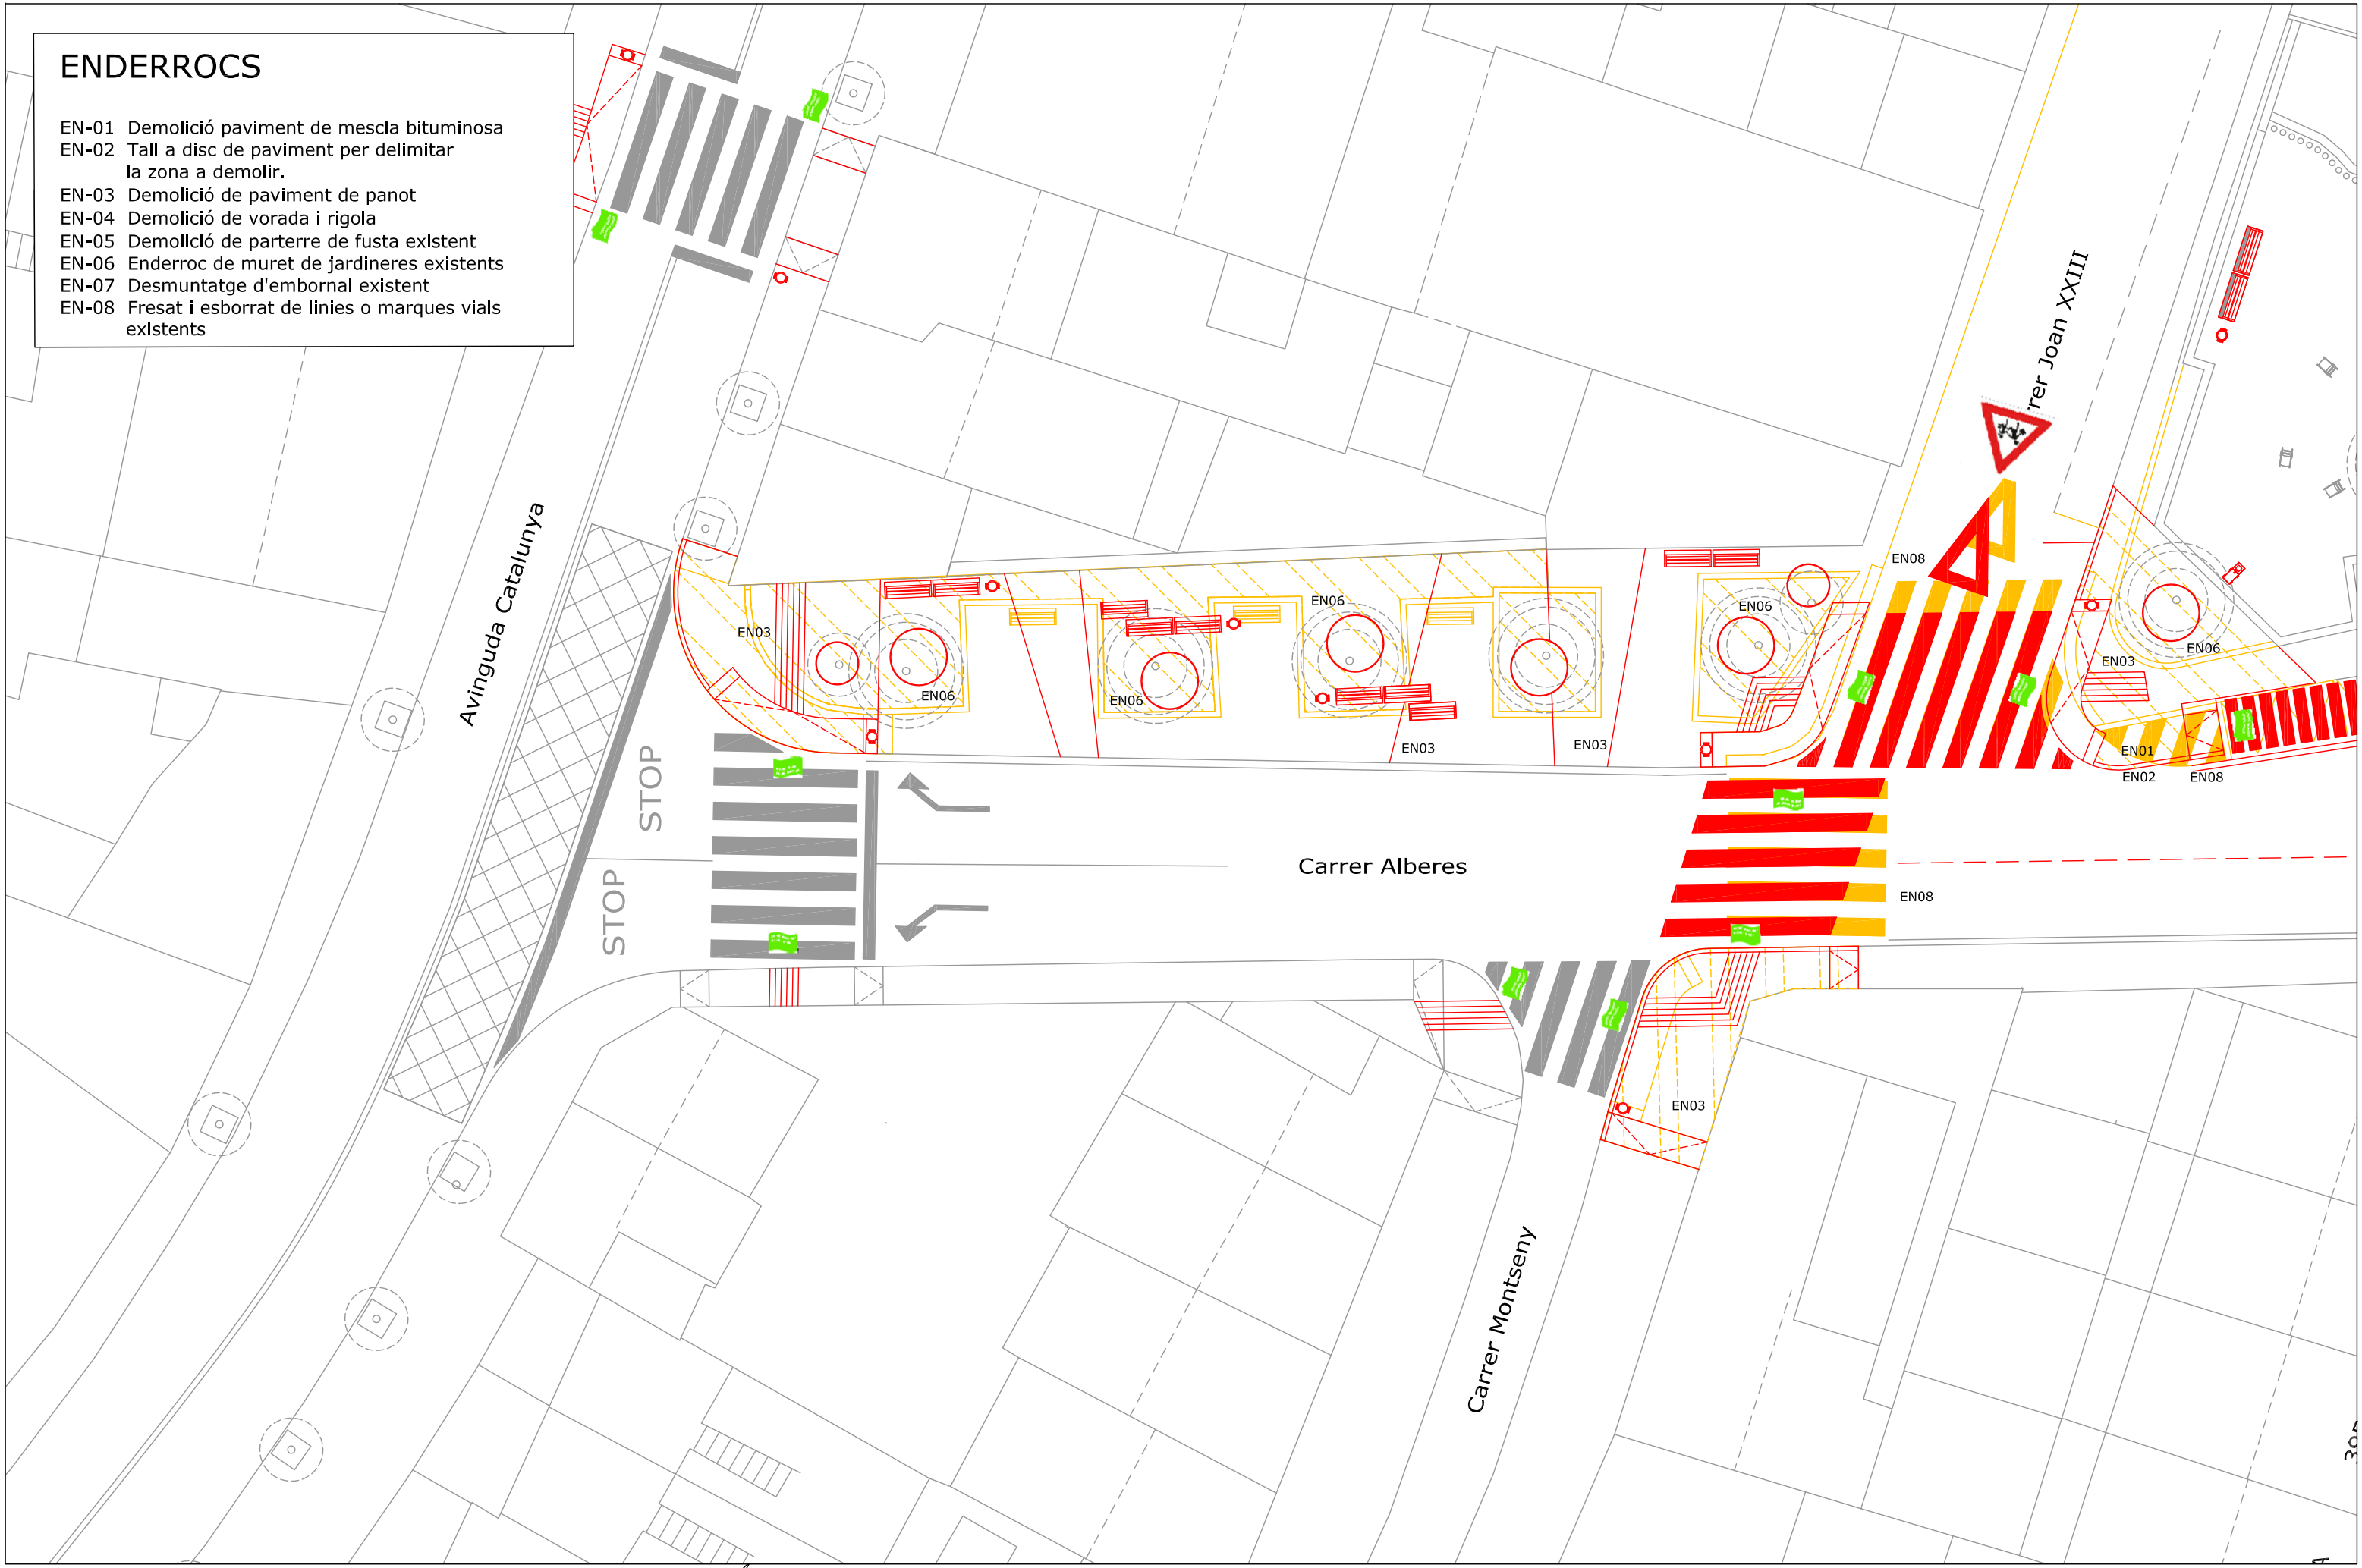 ENDERROCS
EN-01 Demolició paviment de mescla bituminosa
EN-02 Tall a disc de paviment per delimitar
la zona a demolir.
EN-03 Demolició de paviment de panot
EN-04 Demolició de vorada i rigola
EN-05 Demolició de parterre de fusta existent
EN-06 Enderroc de muret de jardineres existents
EN-07 Desmuntatge d'embornal existent
EN-08 Fresat i esborrat de linies o marques vials
existents
rrer Joan XXIII
Avinguda Catalunya
EN08
EN03
EN06
EN06
EN06
EN06
EN03
EN03
EN03
EN06
EN01
EN02
EN08
STOP
STOP
Carrer Alberes
EN08
EN03
Carrer Montseny